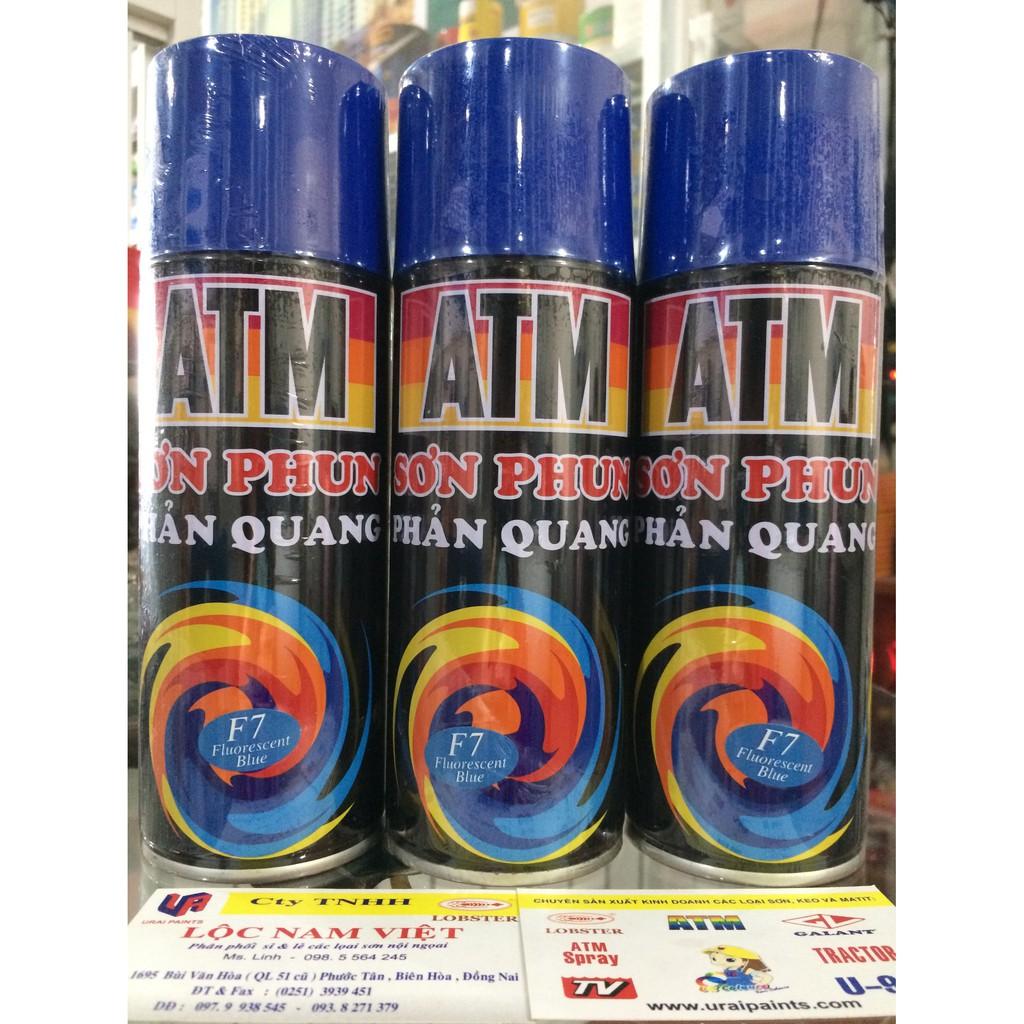 ATM
ƠN PHUN
HẢN QUANG
F7
Fluorescent
Blue
ATM
SƠN PHUN
PHẢN QUANG
F7
Fluorescent
Blue
ATM
SƠN PHUN
PHẢN QUANG
F7
Fluorescent
Blue
URAI PAINTS
Cty TNHH
LOBSTER
LỘC NAM VIỆT
Phân phối sỉ & lẻ các loại sơn nội ngoại
Ms. Linh - 098. 5 564 245
1695 Bùi Văn Hòa ( QL 51 cũ ) Phước Tân , Biên Hòa , Đồng Nai
ĐT & Fax : (0251) 3939 451
DĐ : 097. 9 938 545 - 093. 8 271 379
CHUYÊN SẢN XUẤT KINH DOANH CÁC LOẠI SƠN, KEO VÀ MATIT:
LOBSTER
ATM
GALANT
ATM
Spray
TRACTOR
TV
U-9
www.uraipaints.com